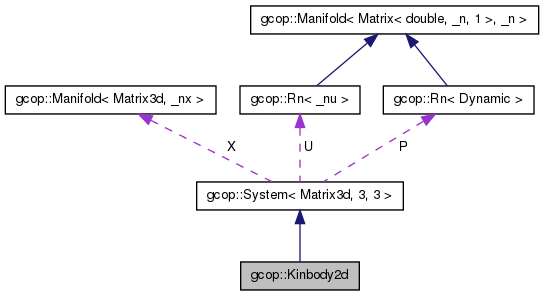 gcop::Manifold< Matrix< double, _n, 1 >, _n >
gcop::Manifold< Matrix3d, _nx >
gcop::Rn< _nu >
gcop::Rn< Dynamic >
X
U
P
gcop::System< Matrix3d, 3, 3 >
gcop::Kinbody2d